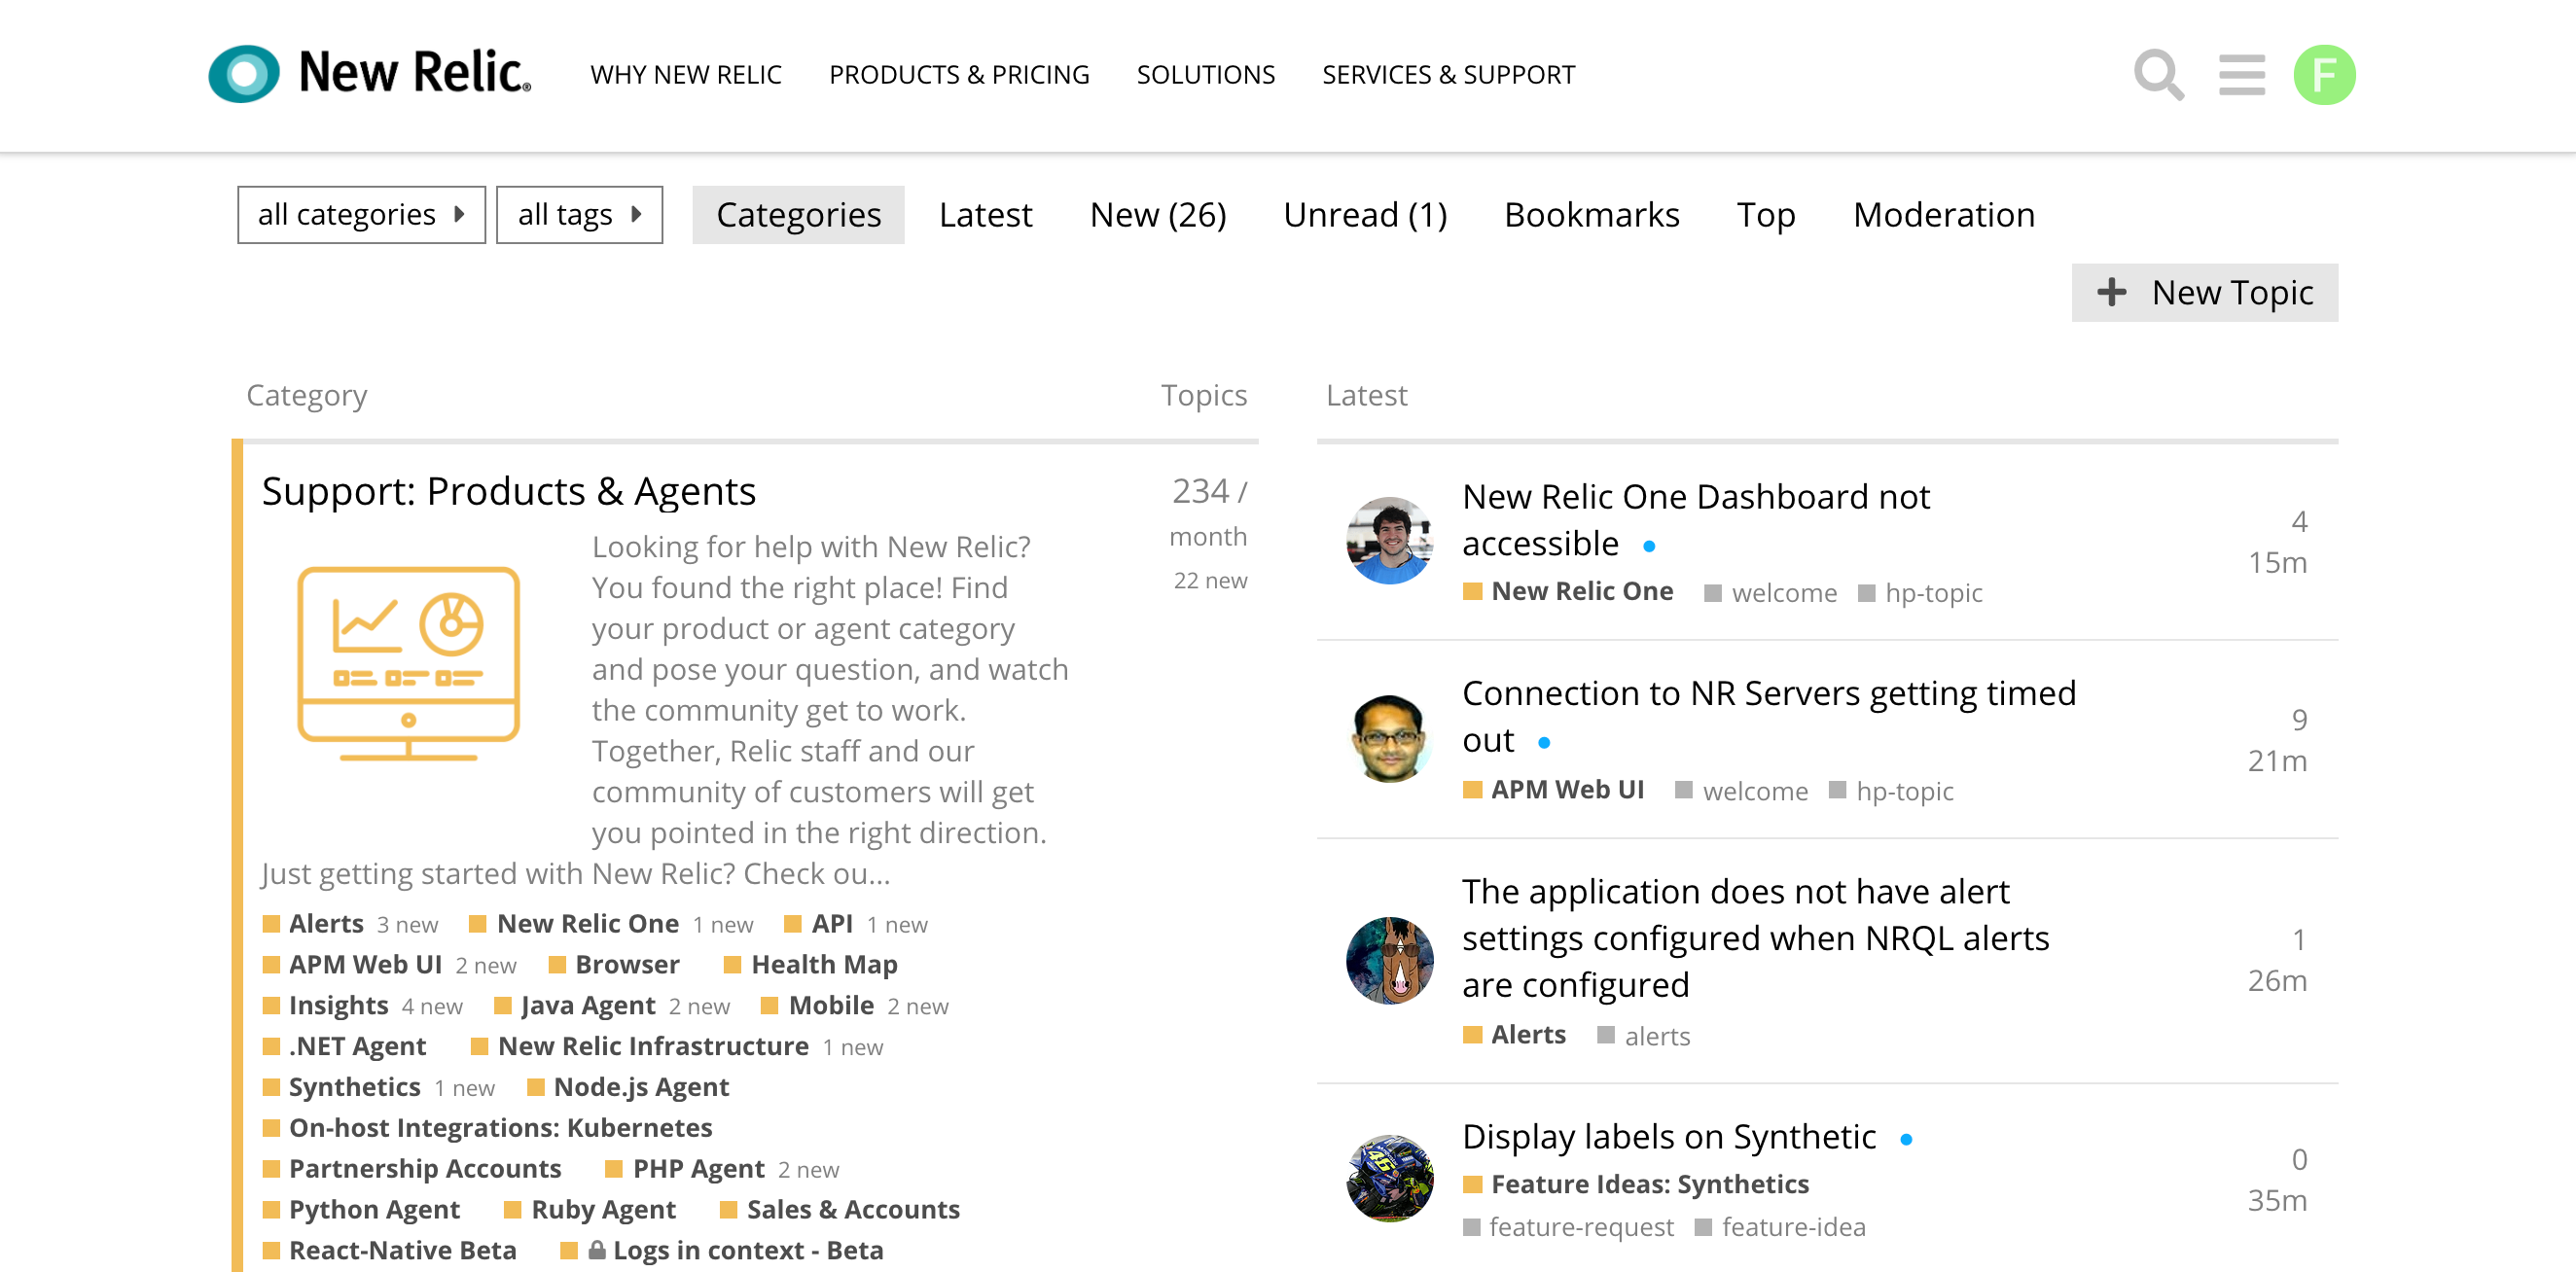 New Relic®
WHY NEW RELIC PRODUCTS & PRICING SOLUTIONS SERVICES & SUPPORT
F
all categories all tags Categories Latest New (26) Unread (1) Bookmarks Top Moderation
New Topic
Category Topics
Support: Products & Agents
234 /
month
22 new
Looking for help with New Relic?
You found the right place! Find
your product or agent category
and pose your question, and watch
the community get to work.
Together, Relic staff and our
community of customers will get
you pointed in the right direction.
Just getting started with New Relic? Check ou...
Alerts 3 new New Relic One 1 new API 1 new
APM Web UI 2 new Browser Health Map
Insights 4 new Java Agent 2 new Mobile 2 new
.NET Agent New Relic Infrastructure 1 new
Synthetics 1 new Node.js Agent
On-host Integrations: Kubernetes
Partnership Accounts PHP Agent 2 new
Python Agent Ruby Agent Sales & Accounts
React-Native Beta Logs in context - Beta
Latest
New Relic One Dashboard not
accessible
New Relic One welcome hp-topic
4
15m
Connection to NR Servers getting timed
out
APM Web UI welcome hp-topic
9
21m
The application does not have alert
settings configured when NRQL alerts
are configured
Alerts alerts
1
26m
46
Display labels on Synthetic
Feature Ideas: Synthetics
feature-request feature-idea
0
35m